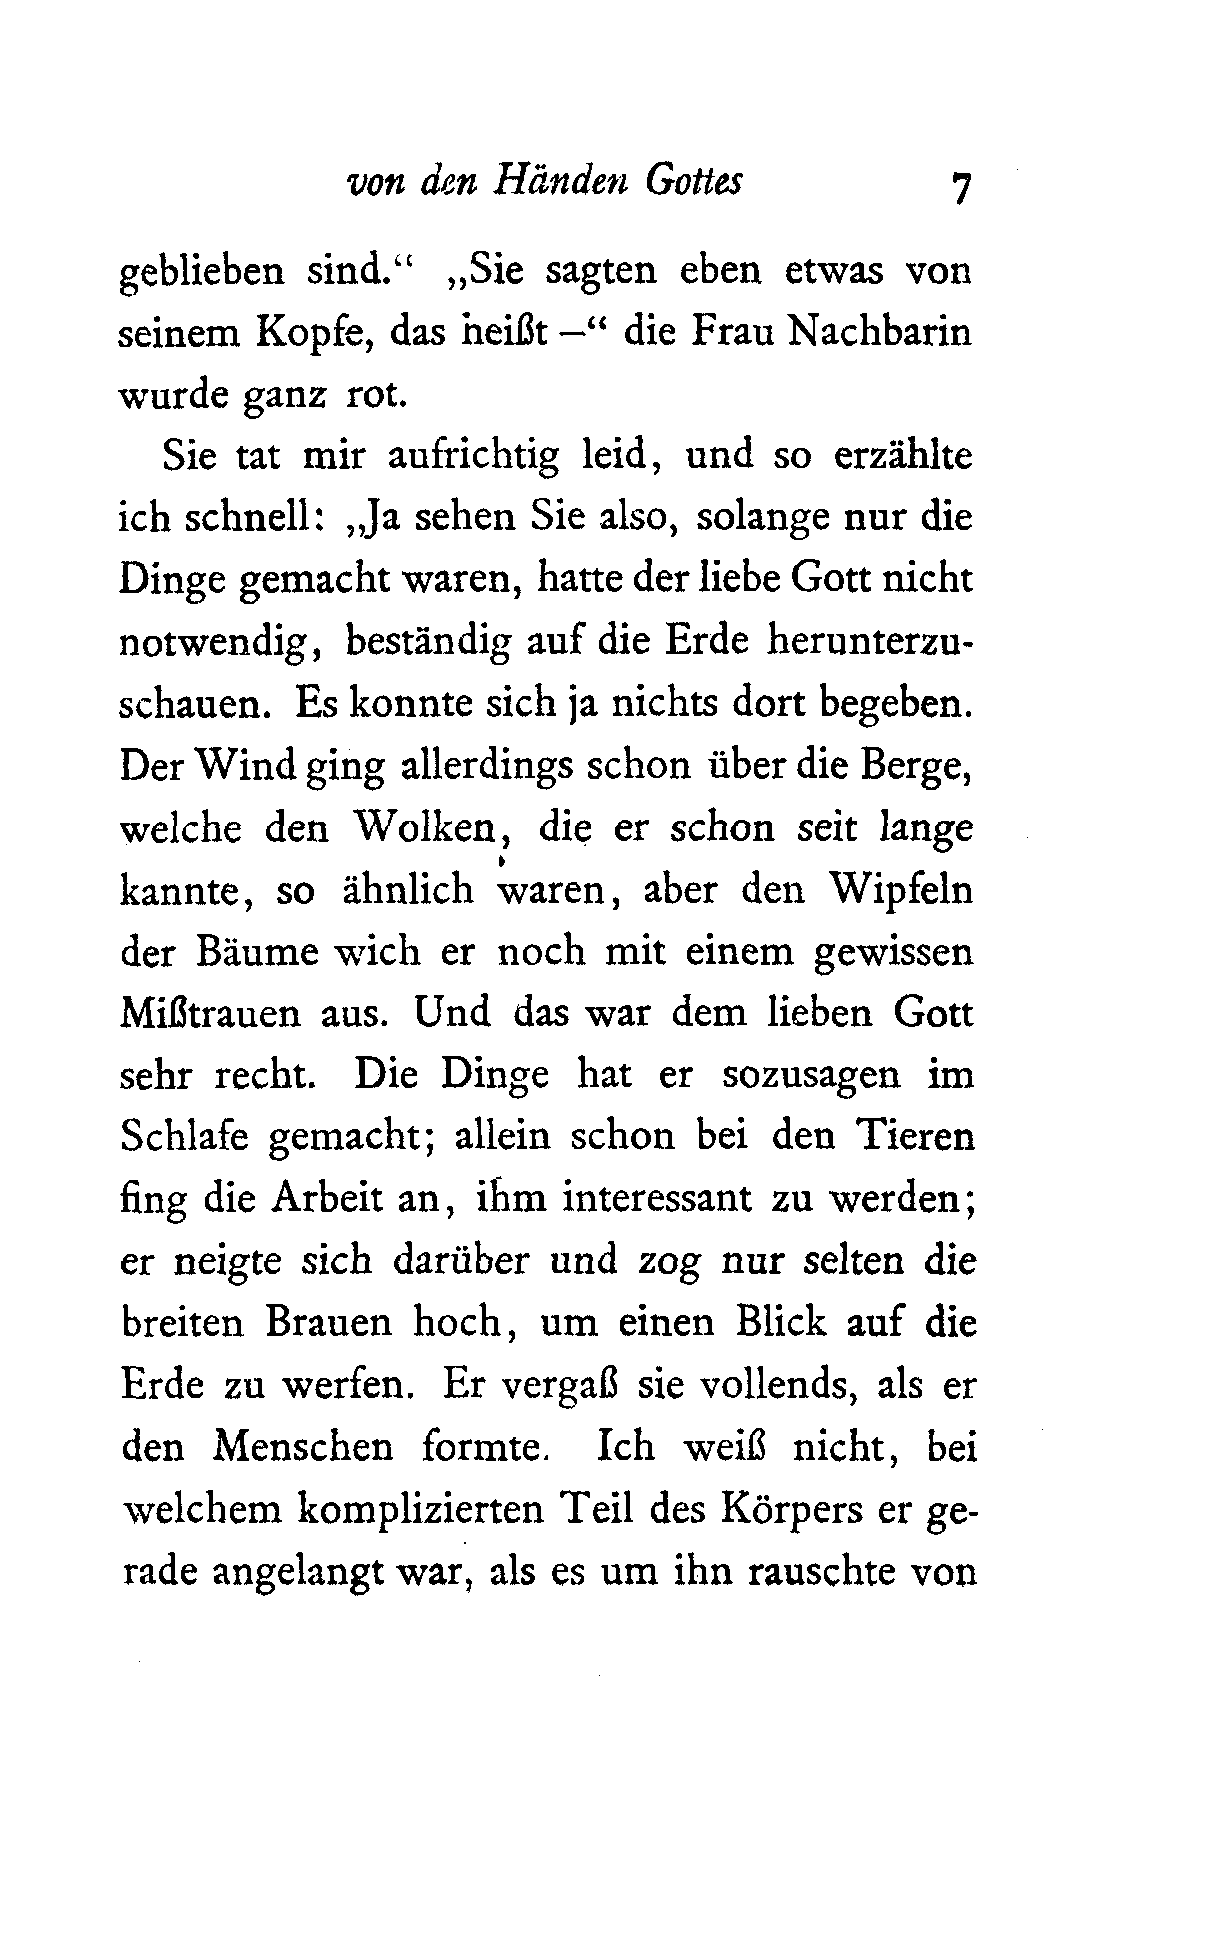 von den Händen Gottes 7
geblieben sind.“ „Sie sagten eben etwas von
seinem Kopfe, das heißt –“ die Frau Nachbarin
wurde ganz rot.
Sie tat mir aufrichtig leid, und so erzählte
ich schnell: „Ja sehen Sie also, solange nur die
Dinge gemacht waren, hatte der liebe Gott nicht
notwendig, beständig auf die Erde herunterzu-
schauen. Es konnte sich ja nichts dort begeben.
Der Wind ging allerdings schon über die Berge,
welche den Wolken, die er schon seit lange
kannte, so ähnlich waren, aber den Wipfeln
der Bäume wich er noch mit einem gewissen
Mißtrauen aus. Und das war dem lieben Gott
sehr recht. Die Dinge hat er sozusagen im
Schlafe gemacht; allein schon bei den Tieren
fing die Arbeit an, ihm interessant zu werden;
er neigte sich darüber und zog nur selten die
breiten Brauen hoch, um einen Blick auf die
Erde zu werfen. Er vergaß sie vollends, als er
den Menschen formte. Ich weiß nicht, bei
welchem komplizierten Teil des Körpers er ge-
rade angelangt war, als es um ihn rauschte von